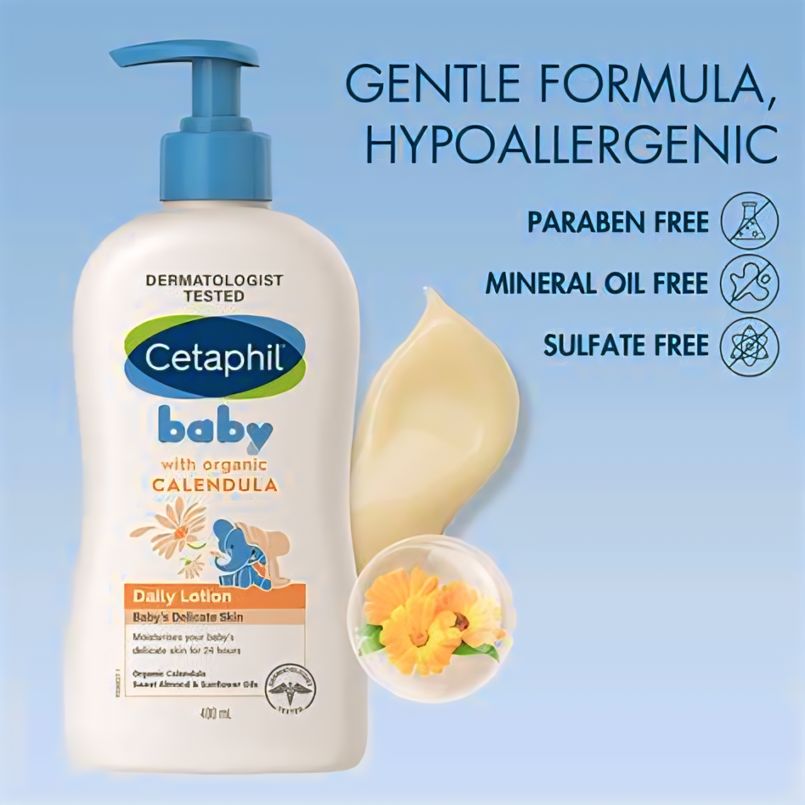 GENTLE FORMULA,
HYPOALLERGENIC
PARABEN FREE
MINERAL OIL FREE
SULFATE FREE
DERMATOLOGIST
TESTED
Cetaphil
baby
with organic
CALENDULA
Daily Lotion
Baby's Delicate Skin
Moisturises your baby's
delicate skin for 24 hours
Organic Calendula
Sweet Almond & Sunflower Oils
400 mL